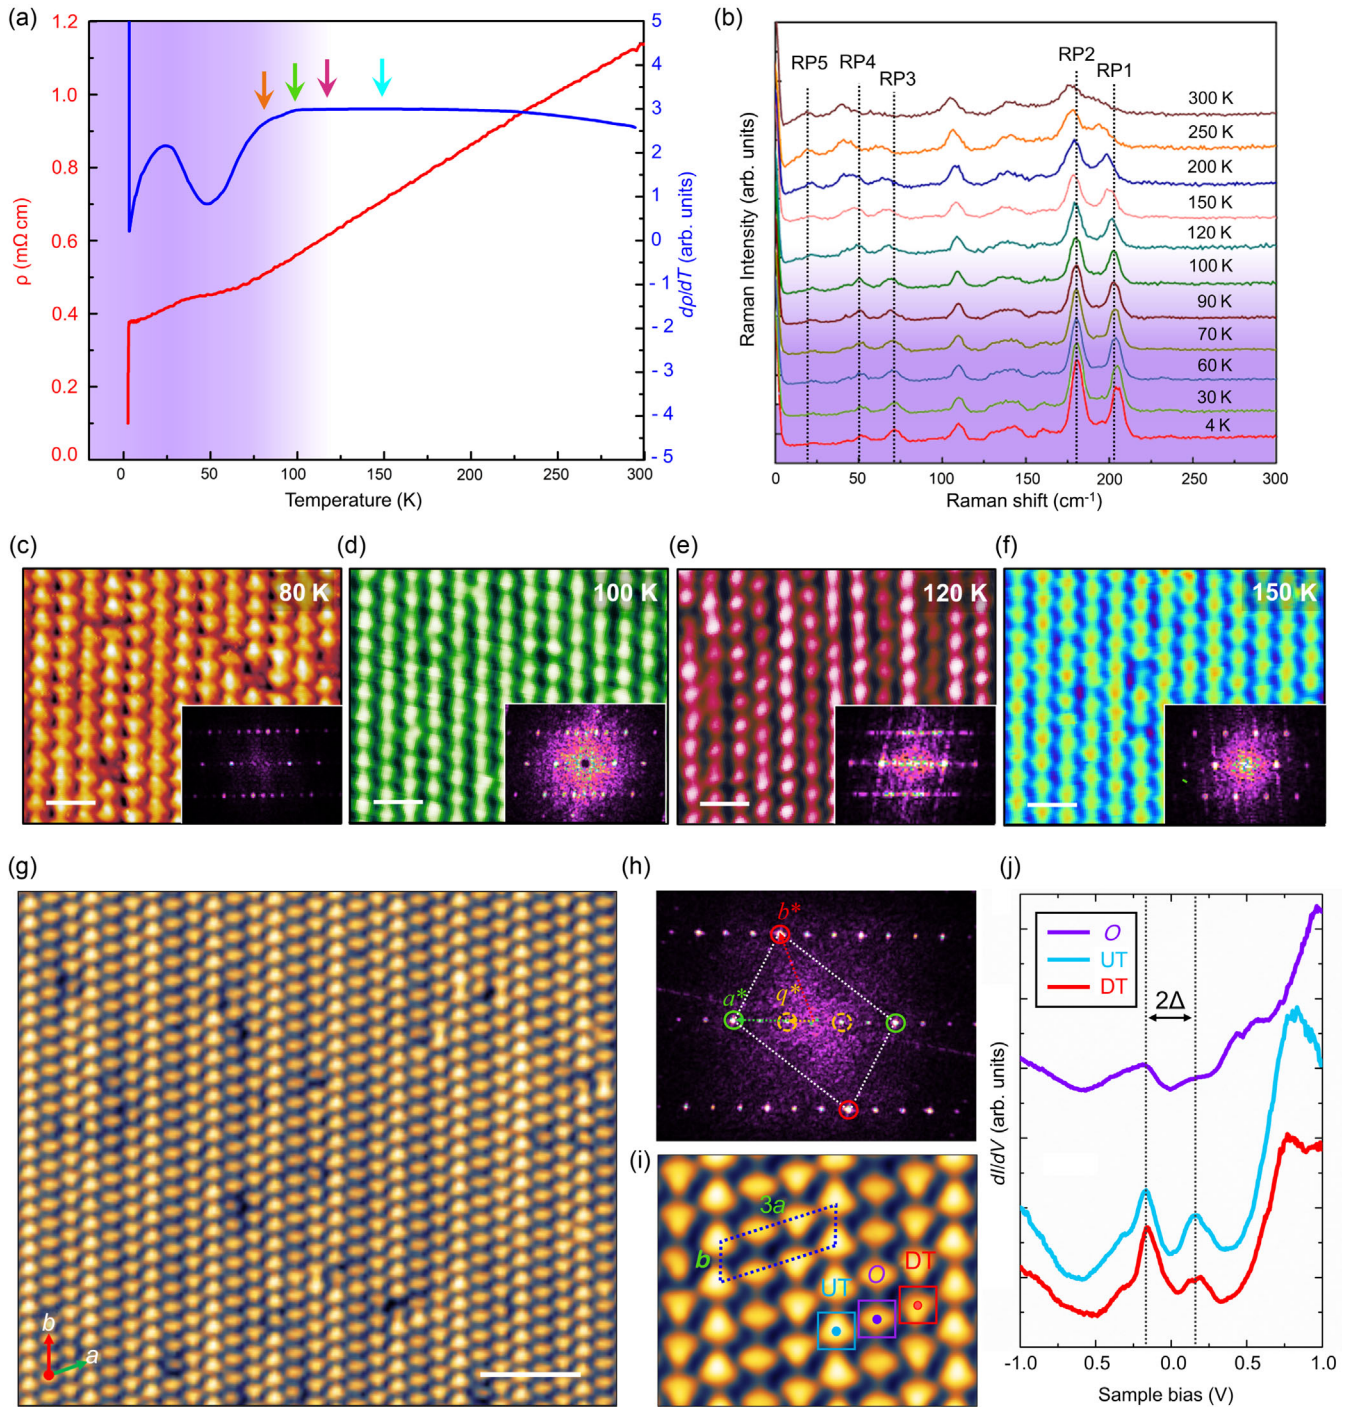 (a)
1.2
1.0
0.8
0.6
0.4
0.2
0.0
ρ (mΩ cm)
5
4
3
2
1
0
- 1
- 2
- 3
- 4
- 5
dρ/dT (arb. units)
0
50
100
150
200
250
300
Temperature (K)
(b)
RP5
RP4
RP3
RP2
RP1
300 K
250 K
200 K
150 K
120 K
100 K
90 K
70 K
60 K
30 K
4 K
Raman Intensity (arb. units)
0
50
100
150
200
250
300
Raman shift (cm⁻¹)
(c)
80 K
(d)
100 K
(e)
120 K
(f)
150 K
(g)
b
a
(h)
b*
a*
q*
(i)
3a
b
UT
O
DT
(j)
O
UT
DT
2Δ
dI/dV (arb. units)
-1.0
-0.5
0.0
0.5
1.0
Sample bias (V)